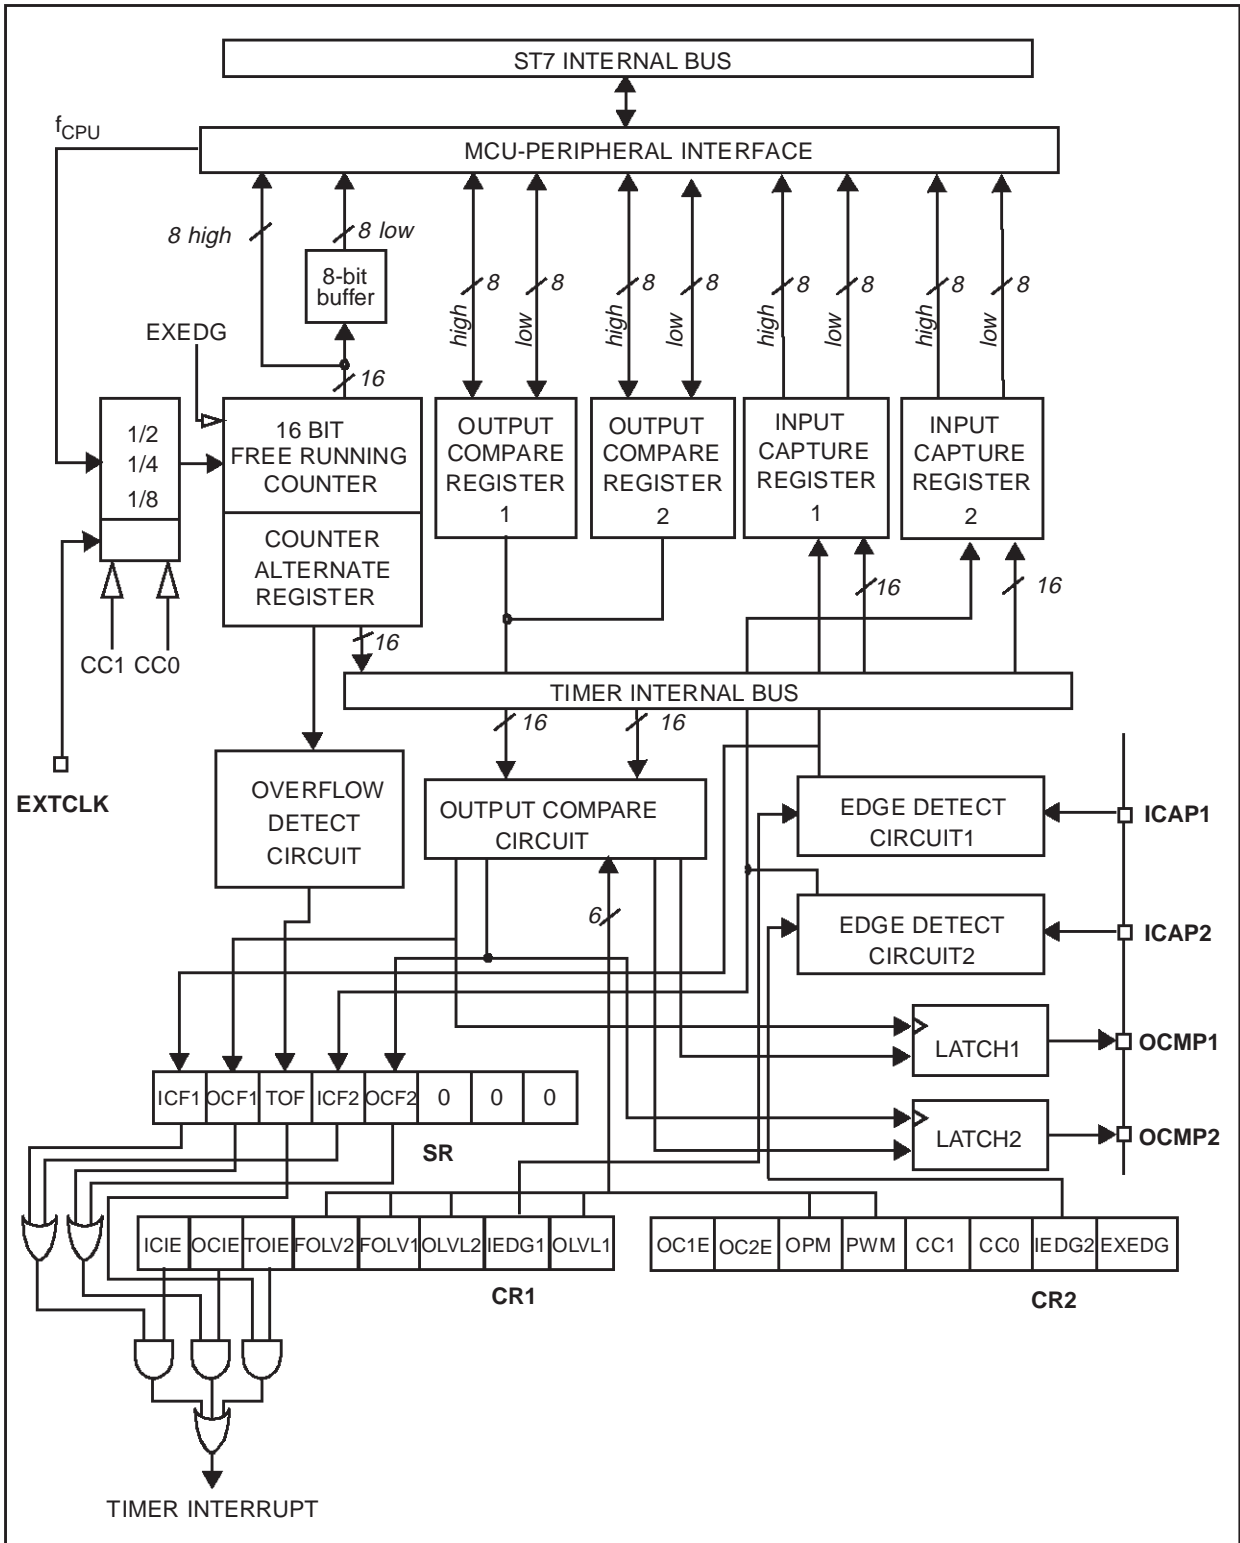 ST7 INTERNAL BUS
fCPU
MCU-PERIPHERAL INTERFACE
8 high
8 low
8-bit
buffer
high
8
low
8
high
8
low
8
high
8
low
8
high
8
low
8
EXEDG
16
1/2
1/4
1/8
16 BIT
FREE RUNNING
COUNTER
COUNTER
ALTERNATE
REGISTER
OUTPUT
COMPARE
REGISTER
1
OUTPUT
COMPARE
REGISTER
2
INPUT
CAPTURE
REGISTER
1
INPUT
CAPTURE
REGISTER
2
16
16
CC1 CC0
16
TIMER INTERNAL BUS
16
16
EXTCLK
OVERFLOW
DETECT
CIRCUIT
OUTPUT COMPARE
CIRCUIT
6
EDGE DETECT
CIRCUIT1
ICAP1
EDGE DETECT
CIRCUIT2
ICAP2
LATCH1
OCMP1
LATCH2
OCMP2
ICF1 OCF1 TOF ICF2 OCF2 0 0 0
SR
ICIE OCIE TOIE FOLV2 FOLV1 OLVL2 IEDG1 OLVL1
CR1
OC1E OC2E OPM PWM CC1 CC0 IEDG2 EXEDG
CR2
TIMER INTERRUPT